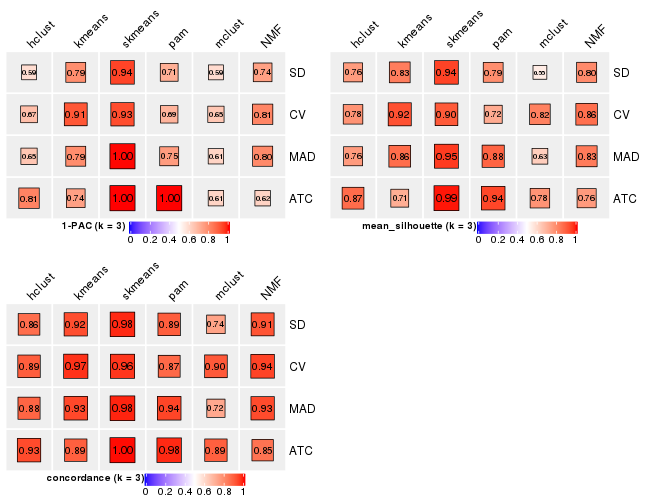 hclust kmeans skmeans pam mclust NMF
0.59 0.79 0.94 0.71 0.59 0.74 SD
0.67 0.91 0.93 0.69 0.65 0.81 CV
0.65 0.79 1.00 0.75 0.61 0.80 MAD
0.81 0.74 1.00 1.00 0.61 0.62 ATC
1-PAC (k = 3)
0 0.2 0.4 0.6 0.8 1
hclust kmeans skmeans pam mclust NMF
0.76 0.83 0.94 0.79 0.55 0.80 SD
0.78 0.92 0.90 0.72 0.82 0.86 CV
0.76 0.86 0.95 0.88 0.63 0.83 MAD
0.87 0.71 0.99 0.94 0.78 0.76 ATC
mean_silhouette (k = 3)
0 0.2 0.4 0.6 0.8 1
hclust kmeans skmeans pam mclust NMF
0.86 0.92 0.98 0.89 0.74 0.91 SD
0.89 0.97 0.96 0.87 0.90 0.94 CV
0.88 0.93 0.98 0.94 0.72 0.93 MAD
0.93 0.89 1.00 0.98 0.89 0.85 ATC
concordance (k = 3)
0 0.2 0.4 0.6 0.8 1